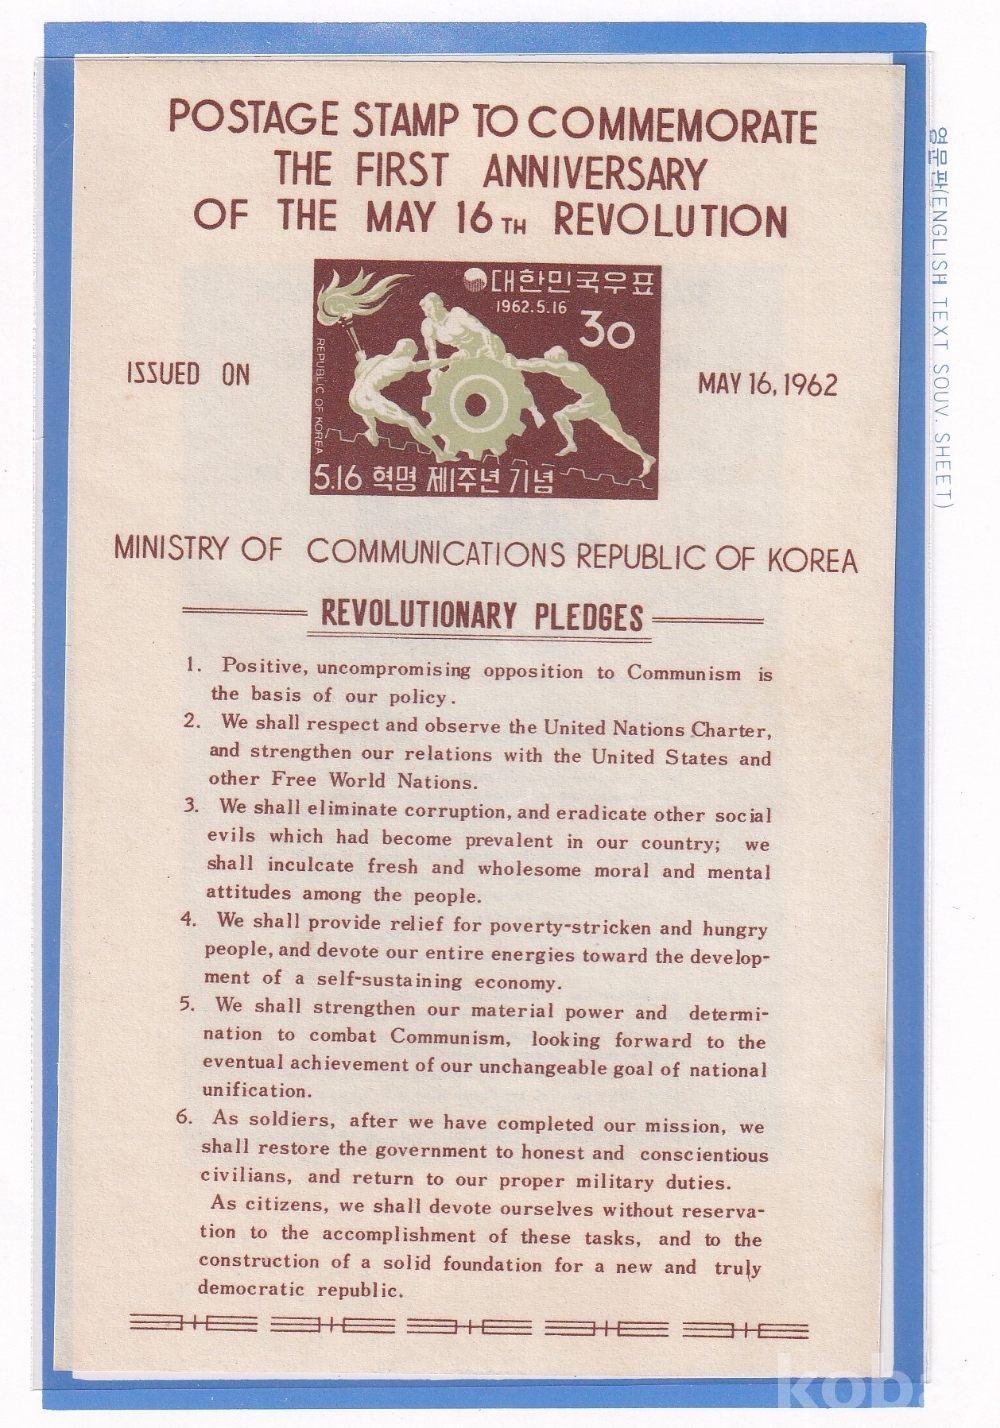 POSTAGE STAMP TO COMMEMORATE
THE FIRST ANNIVERSARY
OF THE MAY 16TH REVOLUTION
대한민국우표
1962.5.16
30
REPUBLIC OF KOREA
5.16 혁명 제1주년 기념
ISSUED ON
MAY 16, 1962
MINISTRY OF COMMUNICATIONS REPUBLIC OF KOREA
REVOLUTIONARY PLEDGES
1. Positive, uncompromising opposition to Communism is
the basis of our policy.
2. We shall respect and observe the United Nations Charter,
and strengthen our relations with the United States and
other Free World Nations.
3. We shall eliminate corruption, and eradicate other social
evils which had become prevalent in our country; we
shall inculcate fresh and wholesome moral and mental
attitudes among the people.
4. We shall provide relief for poverty-stricken and hungry
people, and devote our entire energies toward the develop-
ment of a self-sustaining economy.
5. We shall strengthen our material power and determi-
nation to combat Communism, looking forward to the
eventual achievement of our unchangeable goal of national
unification.
6. As soldiers, after we have completed our mission, we
shall restore the government to honest and conscientious
civilians, and return to our proper military duties.
As citizens, we shall devote ourselves without reserva-
tion to the accomplishment of these tasks, and to the
construction of a solid foundation for a new and truly
democratic republic.
영문판(ENGLISH TEXT SOUV. SHEET)